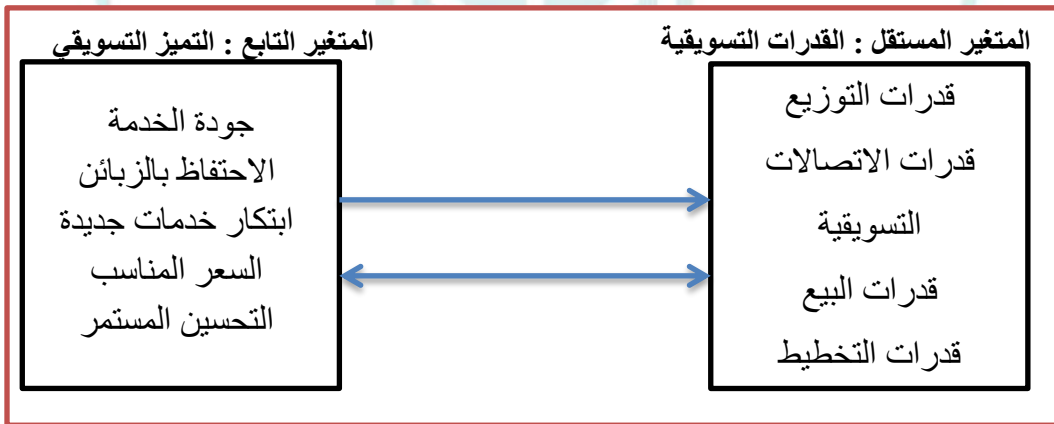 المتغير المستقل : القدرات التسويقية
قدرات التوزيع
قدرات الاتصالات
التسويقية
قدرات البيع
قدرات التخطيط
المتغير التابع : التميز التسويقي
جودة الخدمة
الاحتفاظ بالزبائن
ابتكار خدمات جديدة
السعر المناسب
التحسين المستمر